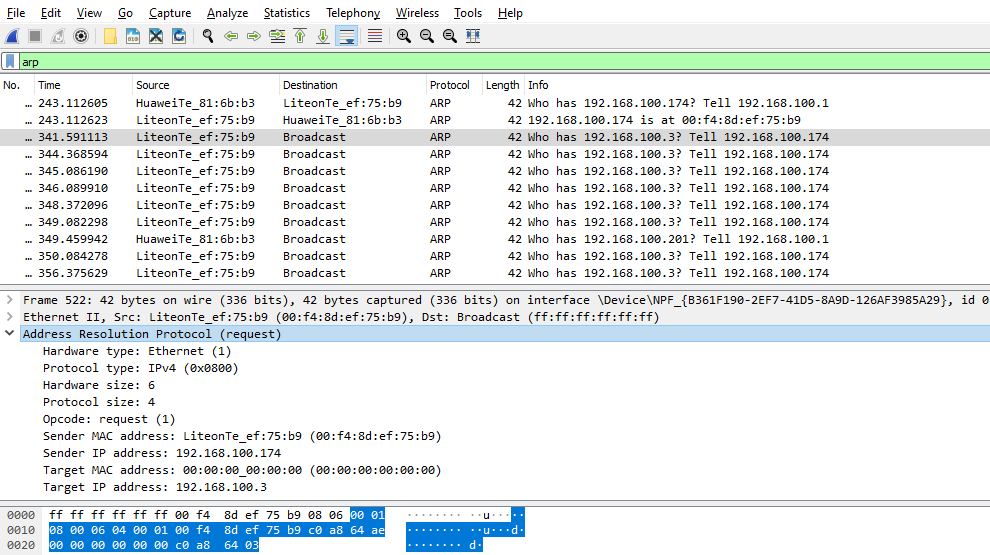 File Edit View Go Capture Analyze Statistics Telephony Wireless Tools Help
arp
No. Time Source Destination Protocol Length Info
... 243.112605 HuaweiTe_81:6b:b3 LiteonTe_ef:75:b9 ARP 42 Who has 192.168.100.174? Tell 192.168.100.1
... 243.112623 LiteonTe_ef:75:b9 HuaweiTe_81:6b:b3 ARP 42 192.168.100.174 is at 00:f4:8d:ef:75:b9
... 341.591113 LiteonTe_ef:75:b9 Broadcast ARP 42 Who has 192.168.100.3? Tell 192.168.100.174
... 344.368594 LiteonTe_ef:75:b9 Broadcast ARP 42 Who has 192.168.100.3? Tell 192.168.100.174
... 345.086190 LiteonTe_ef:75:b9 Broadcast ARP 42 Who has 192.168.100.3? Tell 192.168.100.174
... 346.089910 LiteonTe_ef:75:b9 Broadcast ARP 42 Who has 192.168.100.3? Tell 192.168.100.174
... 348.372096 LiteonTe_ef:75:b9 Broadcast ARP 42 Who has 192.168.100.3? Tell 192.168.100.174
... 349.082298 LiteonTe_ef:75:b9 Broadcast ARP 42 Who has 192.168.100.3? Tell 192.168.100.174
... 349.459942 HuaweiTe_81:6b:b3 Broadcast ARP 42 Who has 192.168.100.201? Tell 192.168.100.1
... 350.084278 LiteonTe_ef:75:b9 Broadcast ARP 42 Who has 192.168.100.3? Tell 192.168.100.174
... 356.375629 LiteonTe_ef:75:b9 Broadcast ARP 42 Who has 192.168.100.3? Tell 192.168.100.174
Frame 522: 42 bytes on wire (336 bits), 42 bytes captured (336 bits) on interface \Device\NPF_{B361F190-2EF7-41D5-8A9D-126AF3985A29}, id 0
Ethernet II, Src: LiteonTe_ef:75:b9 (00:f4:8d:ef:75:b9), Dst: Broadcast (ff:ff:ff:ff:ff:ff)
Address Resolution Protocol (request)
Hardware type: Ethernet (1)
Protocol type: IPv4 (0x0800)
Hardware size: 6
Protocol size: 4
Opcode: request (1)
Sender MAC address: LiteonTe_ef:75:b9 (00:f4:8d:ef:75:b9)
Sender IP address: 192.168.100.174
Target MAC address: 00:00:00_00:00:00 (00:00:00:00:00:00)
Target IP address: 192.168.100.3
0000 ff ff ff ff ff ff 00 f4 8d ef 75 b9 08 06 00 01 ········ ··u·····
0010 08 00 06 04 00 01 00 f4 8d ef 75 b9 c0 a8 64 ae ········ ··u···d·
0020 00 00 00 00 00 00 c0 a8 64 03 ········ d·